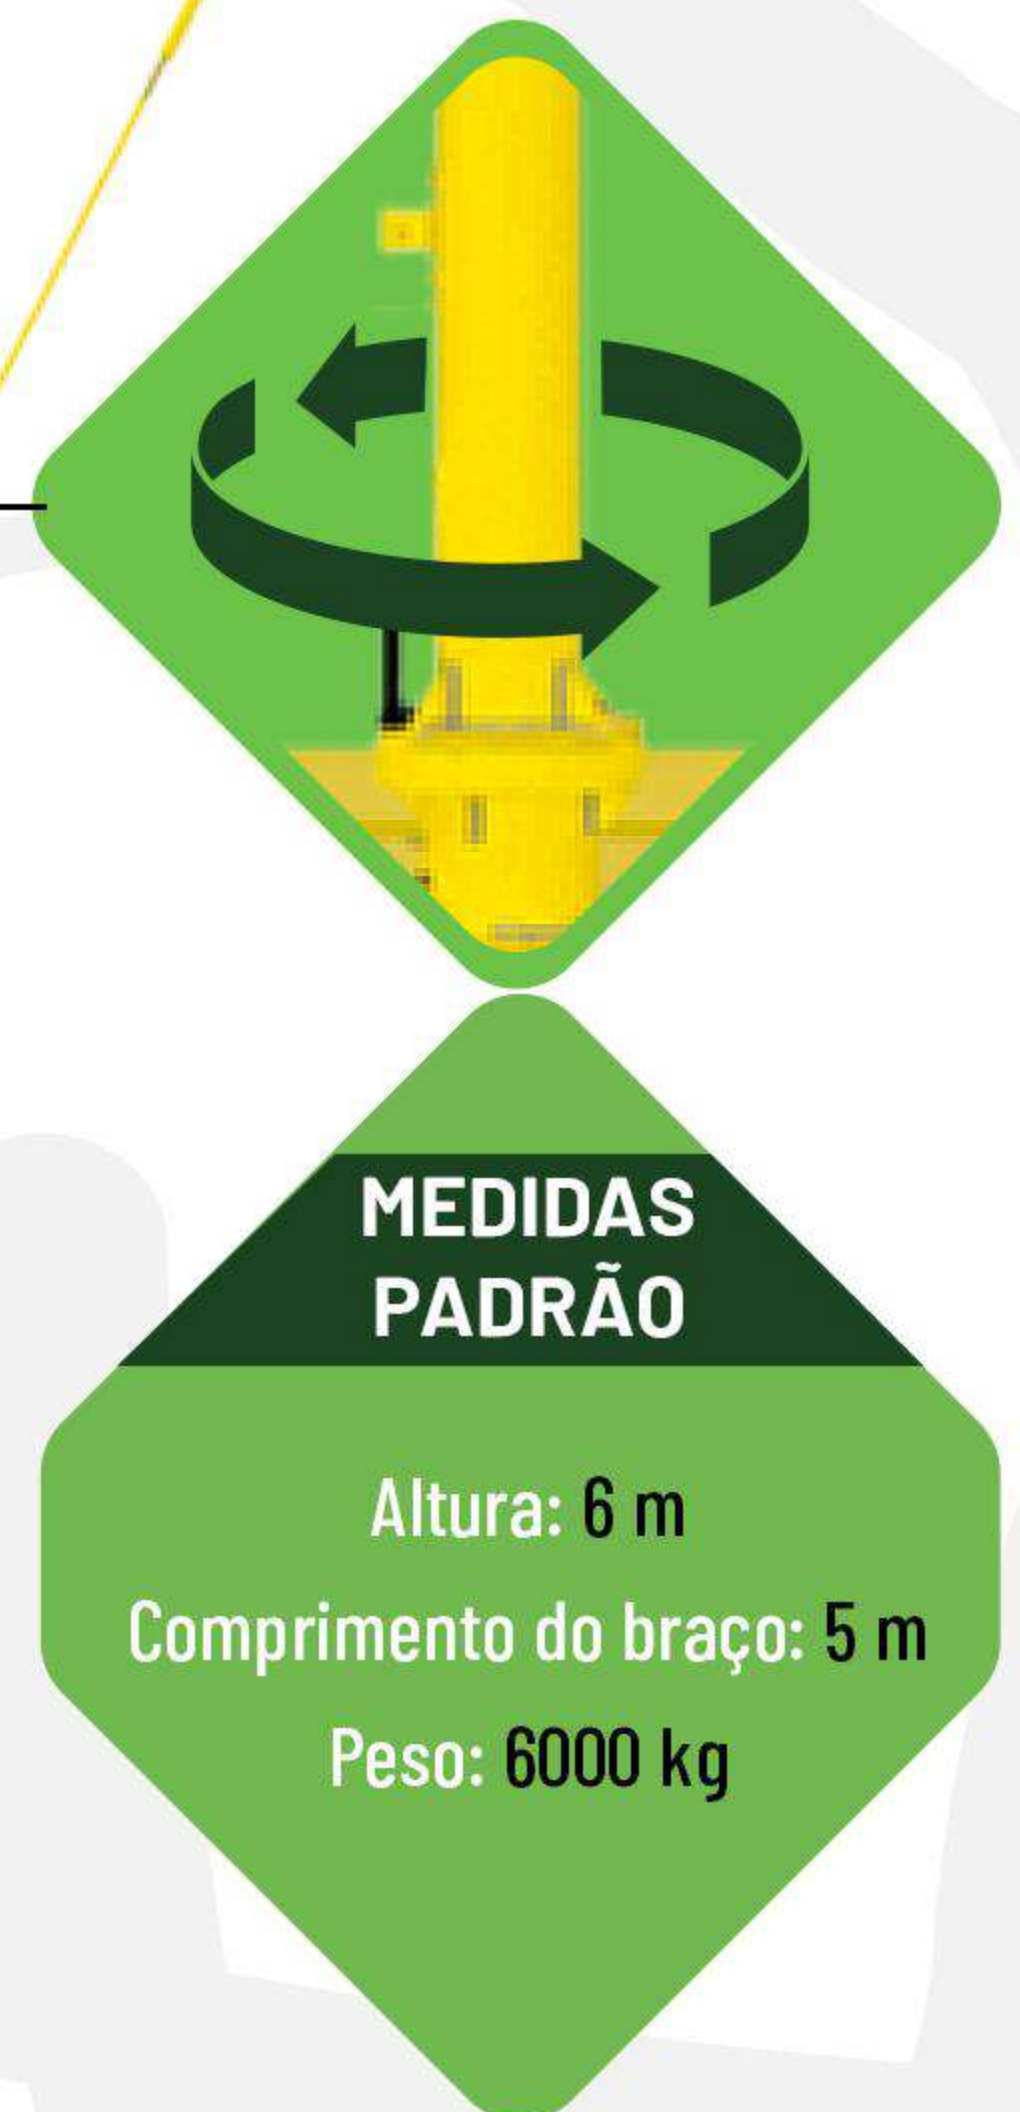 MEDIDAS
PADRÃO
Altura: 6 m
Comprimento do braço: 5 m
Peso: 6000 kg